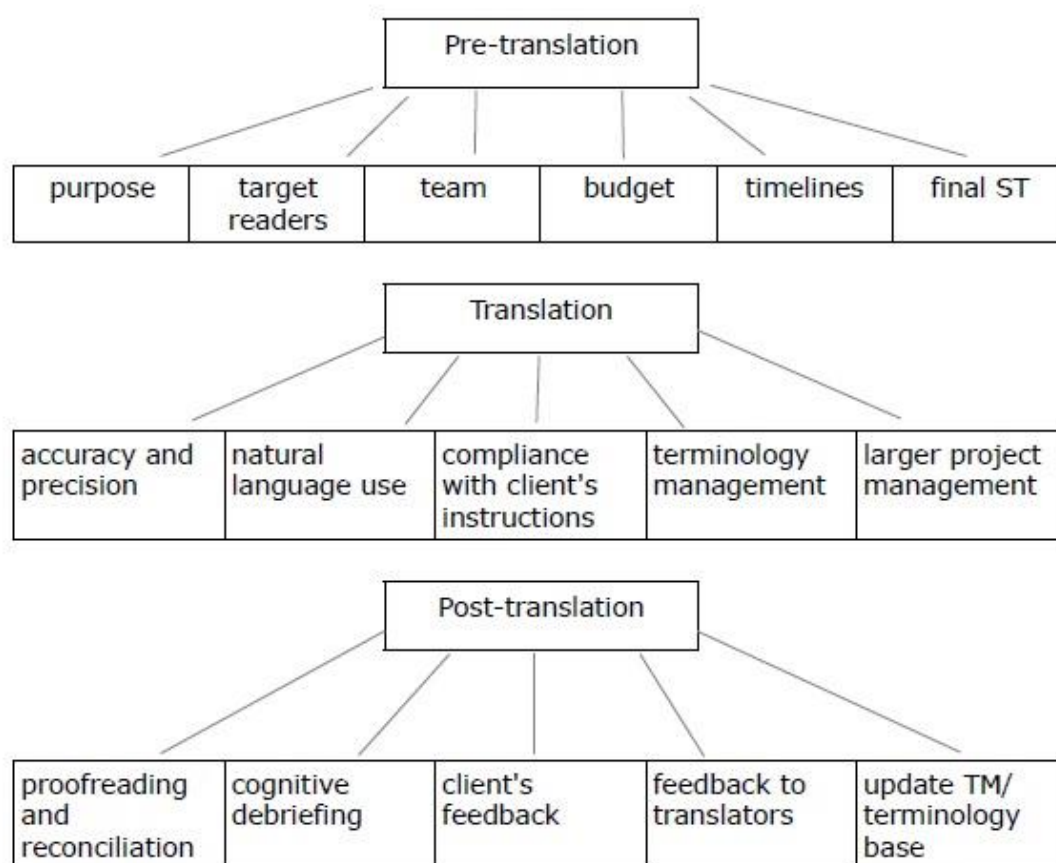 Pre-translation
purpose
target
readers
team
budget
timelines
final ST
Translation
accuracy and
precision
natural
language use
compliance
with client's
instructions
terminology
management
larger project
management
Post-translation
proofreading
and
reconciliation
cognitive
debriefing
client's
feedback
feedback to
translators
update TM/
terminology
base